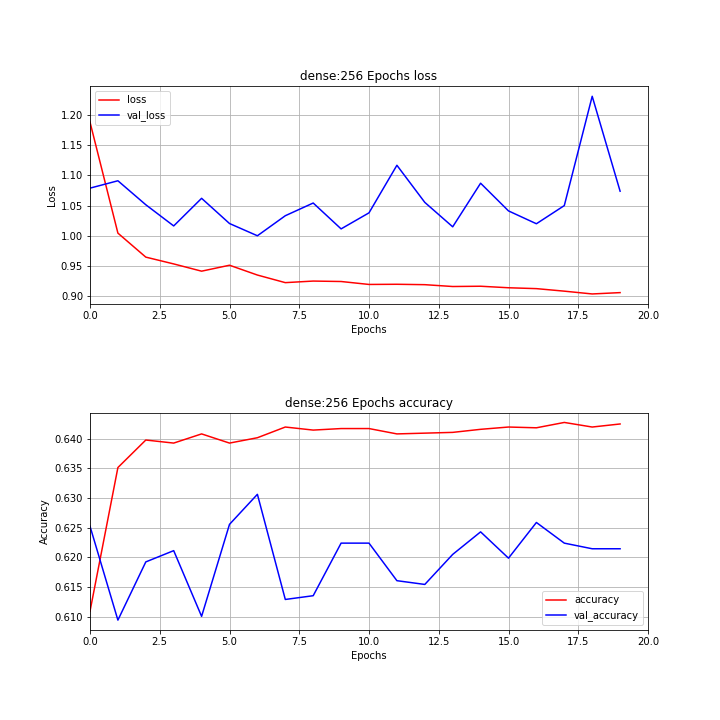 dense:256 Epochs loss
loss
val_loss
1.20
1.15
1.10
1.05
1.00
0.95
0.90
Loss
0.0 2.5 5.0 7.5 10.0 12.5 15.0 17.5 20.0
Epochs
dense:256 Epochs accuracy
0.640
0.635
0.630
0.625
0.620
0.615
0.610
Accuracy
accuracy
val_accuracy
0.0 2.5 5.0 7.5 10.0 12.5 15.0 17.5 20.0
Epochs